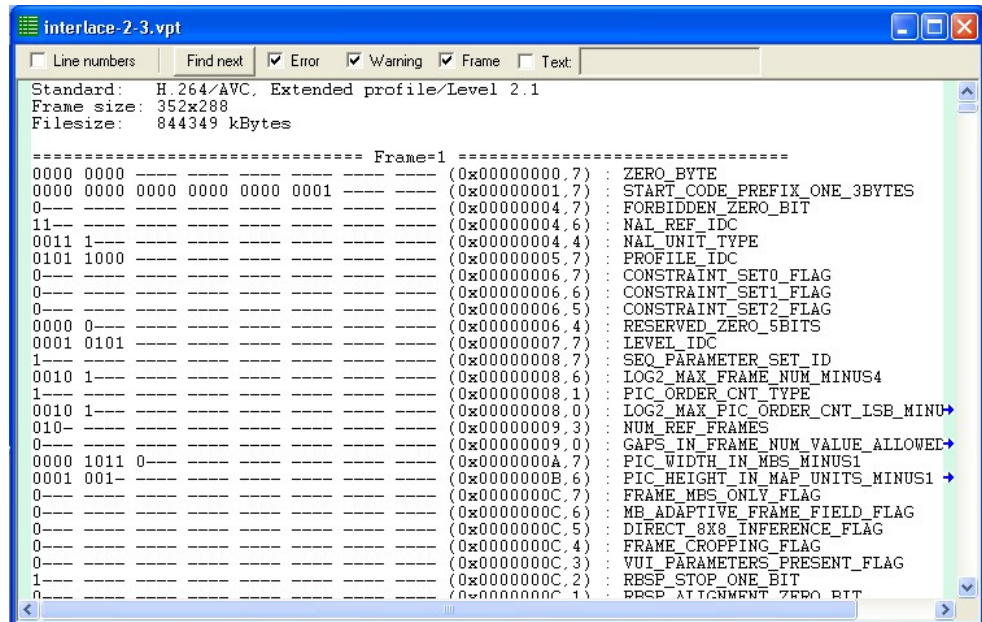 interlace-2-3.vpt
Line numbers Find next Error Warning Frame Text:
Standard: H.264/AVC, Extended profile/Level 2.1
Frame size: 352x288
Filesize: 844349 kBytes
================================ Frame=1 ================================
0000 0000 ---- ---- ---- ---- ---- ---- (0x00000000,7) : ZERO_BYTE
0000 0000 0000 0000 0000 0001 ---- ---- (0x00000001,7) : START_CODE_PREFIX_ONE_3BYTES
0--- ---- ---- ---- ---- ---- ---- ---- (0x00000004,7) : FORBIDDEN_ZERO_BIT
11-- ---- ---- ---- ---- ---- ---- ---- (0x00000004,6) : NAL_REF_IDC
0011 1--- ---- ---- ---- ---- ---- ---- (0x00000004,4) : NAL_UNIT_TYPE
0101 1000 ---- ---- ---- ---- ---- ---- (0x00000005,7) : PROFILE_IDC
0--- ---- ---- ---- ---- ---- ---- ---- (0x00000006,7) : CONSTRAINT_SET0_FLAG
0--- ---- ---- ---- ---- ---- ---- ---- (0x00000006,6) : CONSTRAINT_SET1_FLAG
0--- ---- ---- ---- ---- ---- ---- ---- (0x00000006,5) : CONSTRAINT_SET2_FLAG
0000 0--- ---- ---- ---- ---- ---- ---- (0x00000006,4) : RESERVED_ZERO_5BITS
0001 0101 ---- ---- ---- ---- ---- ---- (0x00000007,7) : LEVEL_IDC
1--- ---- ---- ---- ---- ---- ---- ---- (0x00000008,7) : SEQ_PARAMETER_SET_ID
0010 1--- ---- ---- ---- ---- ---- ---- (0x00000008,6) : LOG2_MAX_FRAME_NUM_MINUS4
1--- ---- ---- ---- ---- ---- ---- ---- (0x00000008,1) : PIC_ORDER_CNT_TYPE
0010 1--- ---- ---- ---- ---- ---- ---- (0x00000008,0) : LOG2_MAX_PIC_ORDER_CNT_LSB_MINU
010- ---- ---- ---- ---- ---- ---- ---- (0x00000009,3) : NUM_REF_FRAMES
0--- ---- ---- ---- ---- ---- ---- ---- (0x00000009,0) : GAPS_IN_FRAME_NUM_VALUE_ALLOWED
0000 1011 0--- ---- ---- ---- ---- ---- (0x0000000A,7) : PIC_WIDTH_IN_MBS_MINUS1
0001 001- ---- ---- ---- ---- ---- ---- (0x0000000B,6) : PIC_HEIGHT_IN_MAP_UNITS_MINUS1
0--- ---- ---- ---- ---- ---- ---- ---- (0x0000000C,7) : FRAME_MBS_ONLY_FLAG
0--- ---- ---- ---- ---- ---- ---- ---- (0x0000000C,6) : MB_ADAPTIVE_FRAME_FIELD_FLAG
0--- ---- ---- ---- ---- ---- ---- ---- (0x0000000C,5) : DIRECT_8X8_INFERENCE_FLAG
0--- ---- ---- ---- ---- ---- ---- ---- (0x0000000C,4) : FRAME_CROPPING_FLAG
0--- ---- ---- ---- ---- ---- ---- ---- (0x0000000C,3) : VUI_PARAMETERS_PRESENT_FLAG
1--- ---- ---- ---- ---- ---- ---- ---- (0x0000000C,2) : RBSP_STOP_ONE_BIT
0--- ---- ---- ---- ---- ---- ---- ---- (0x0000000C,1) : RBSP_ALIGNMENT_ZERO_BIT